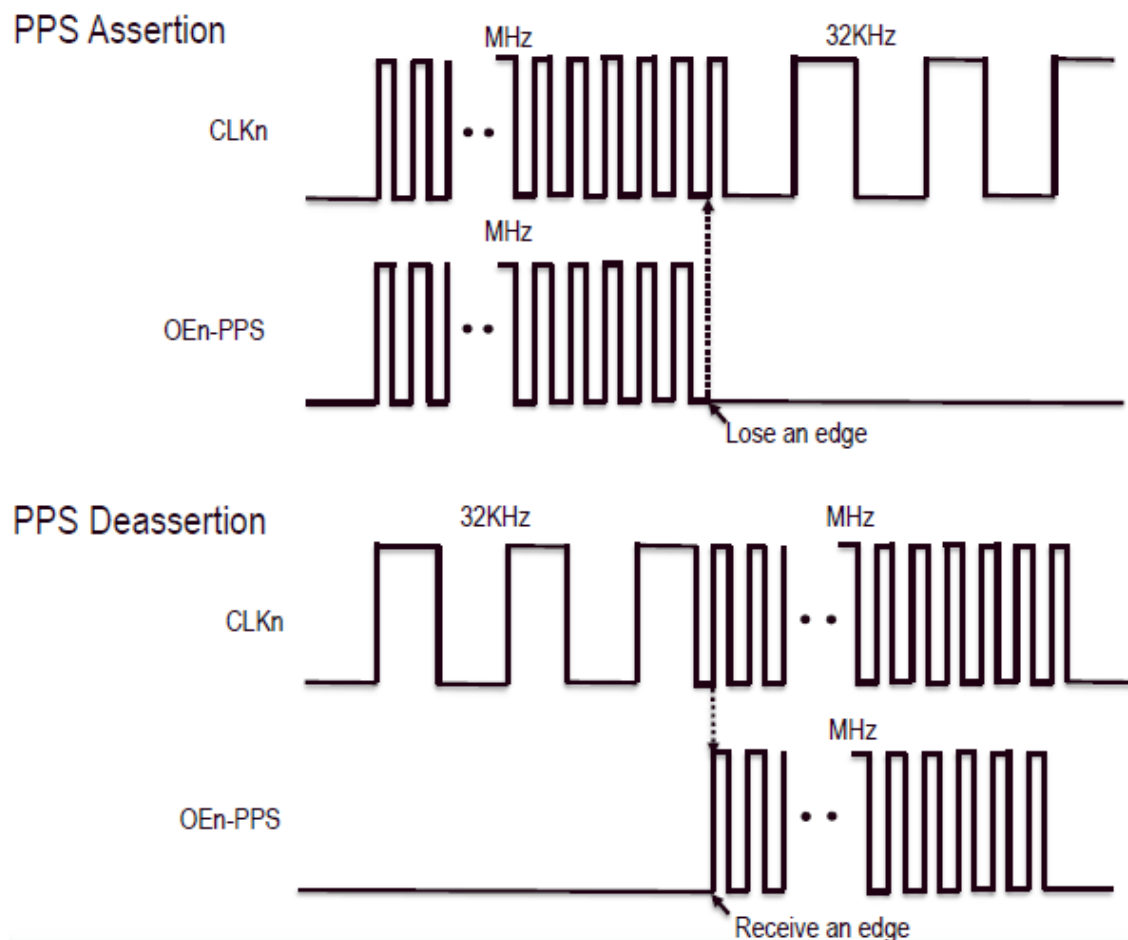 PPS Assertion
MHz
32KHz
CLKn
MHz
OEn-PPS
Lose an edge
PPS Deassertion
32KHz
MHz
CLKn
MHz
OEn-PPS
Receive an edge